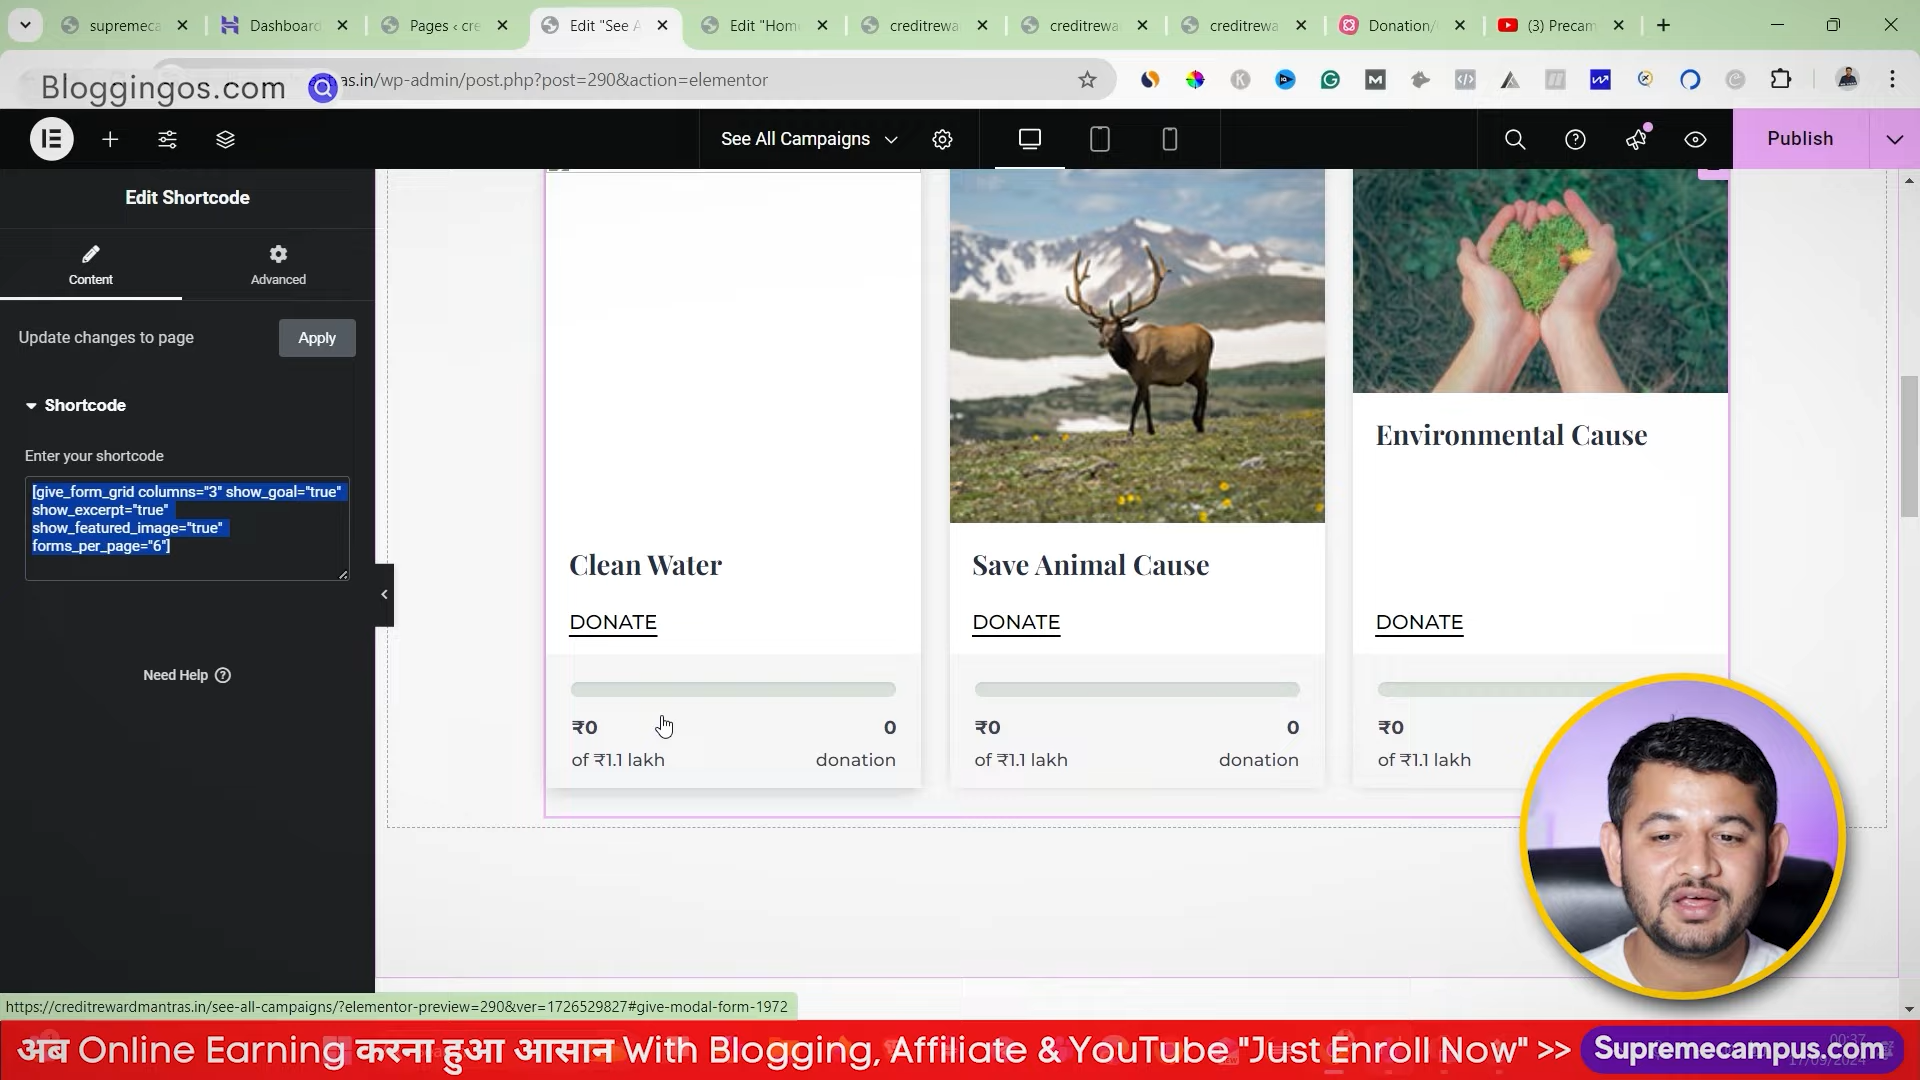 supremeca
Dashboard
Pages ‹ cre
Edit "See A
Edit "Hom
creditrewa
creditrewa
creditrewa
Donation/
(3) Precam
Bloggingos.com
as.in/wp-admin/post.php?post=290&action=elementor
See All Campaigns
Publish
Edit Shortcode
Content
Advanced
Update changes to page
Apply
Shortcode
Enter your shortcode
[give_form_grid columns="3" show_goal="true"
show_excerpt="true"
show_featured_image="true"
forms_per_page="6"]
Need Help
Clean Water
DONATE
₹0 0
of ₹1.1 lakh donation
Save Animal Cause
DONATE
₹0 0
of ₹1.1 lakh donation
Environmental Cause
DONATE
₹0
of ₹1.1 lakh
https://creditrewardmantras.in/see-all-campaigns/?elementor-preview=290&ver=1726529827#give-modal-form-1972
अब Online Earning करना हुआ आसान With Blogging, Affiliate & YouTube "Just Enroll Now" >> Supremecampus.com
00:37
17/09/2024